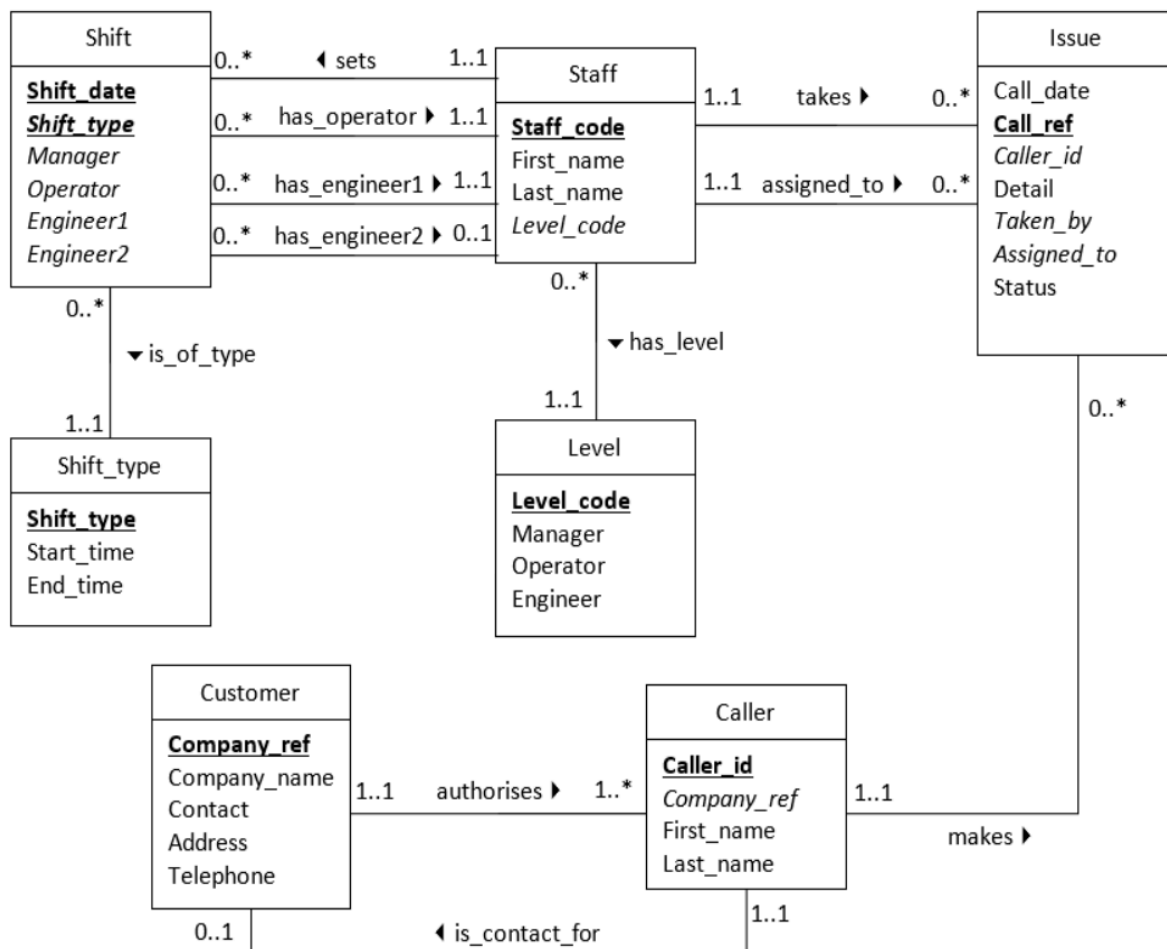 Shift
Shift_date
Shift_type
Manager
Operator
Engineer1
Engineer2
0..* sets 1..1
0..* has_operator 1..1
0..* has_engineer1 1..1
0..* has_engineer2 0..1
Staff
Staff_code
First_name
Last_name
Level_code
1..1 takes 0..*
1..1 assigned_to 0..*
Issue
Call_date
Call_ref
Caller_id
Detail
Taken_by
Assigned_to
Status
0..*
is_of_type
1..1
0..*
has_level
1..1
0..*
Shift_type
Shift_type
Start_time
End_time
Level
Level_code
Manager
Operator
Engineer
Customer
Company_ref
Company_name
Contact
Address
Telephone
1..1 authorises 1..*
Caller
Caller_id
Company_ref
First_name
Last_name
1..1
makes
0..1 is_contact_for 1..1